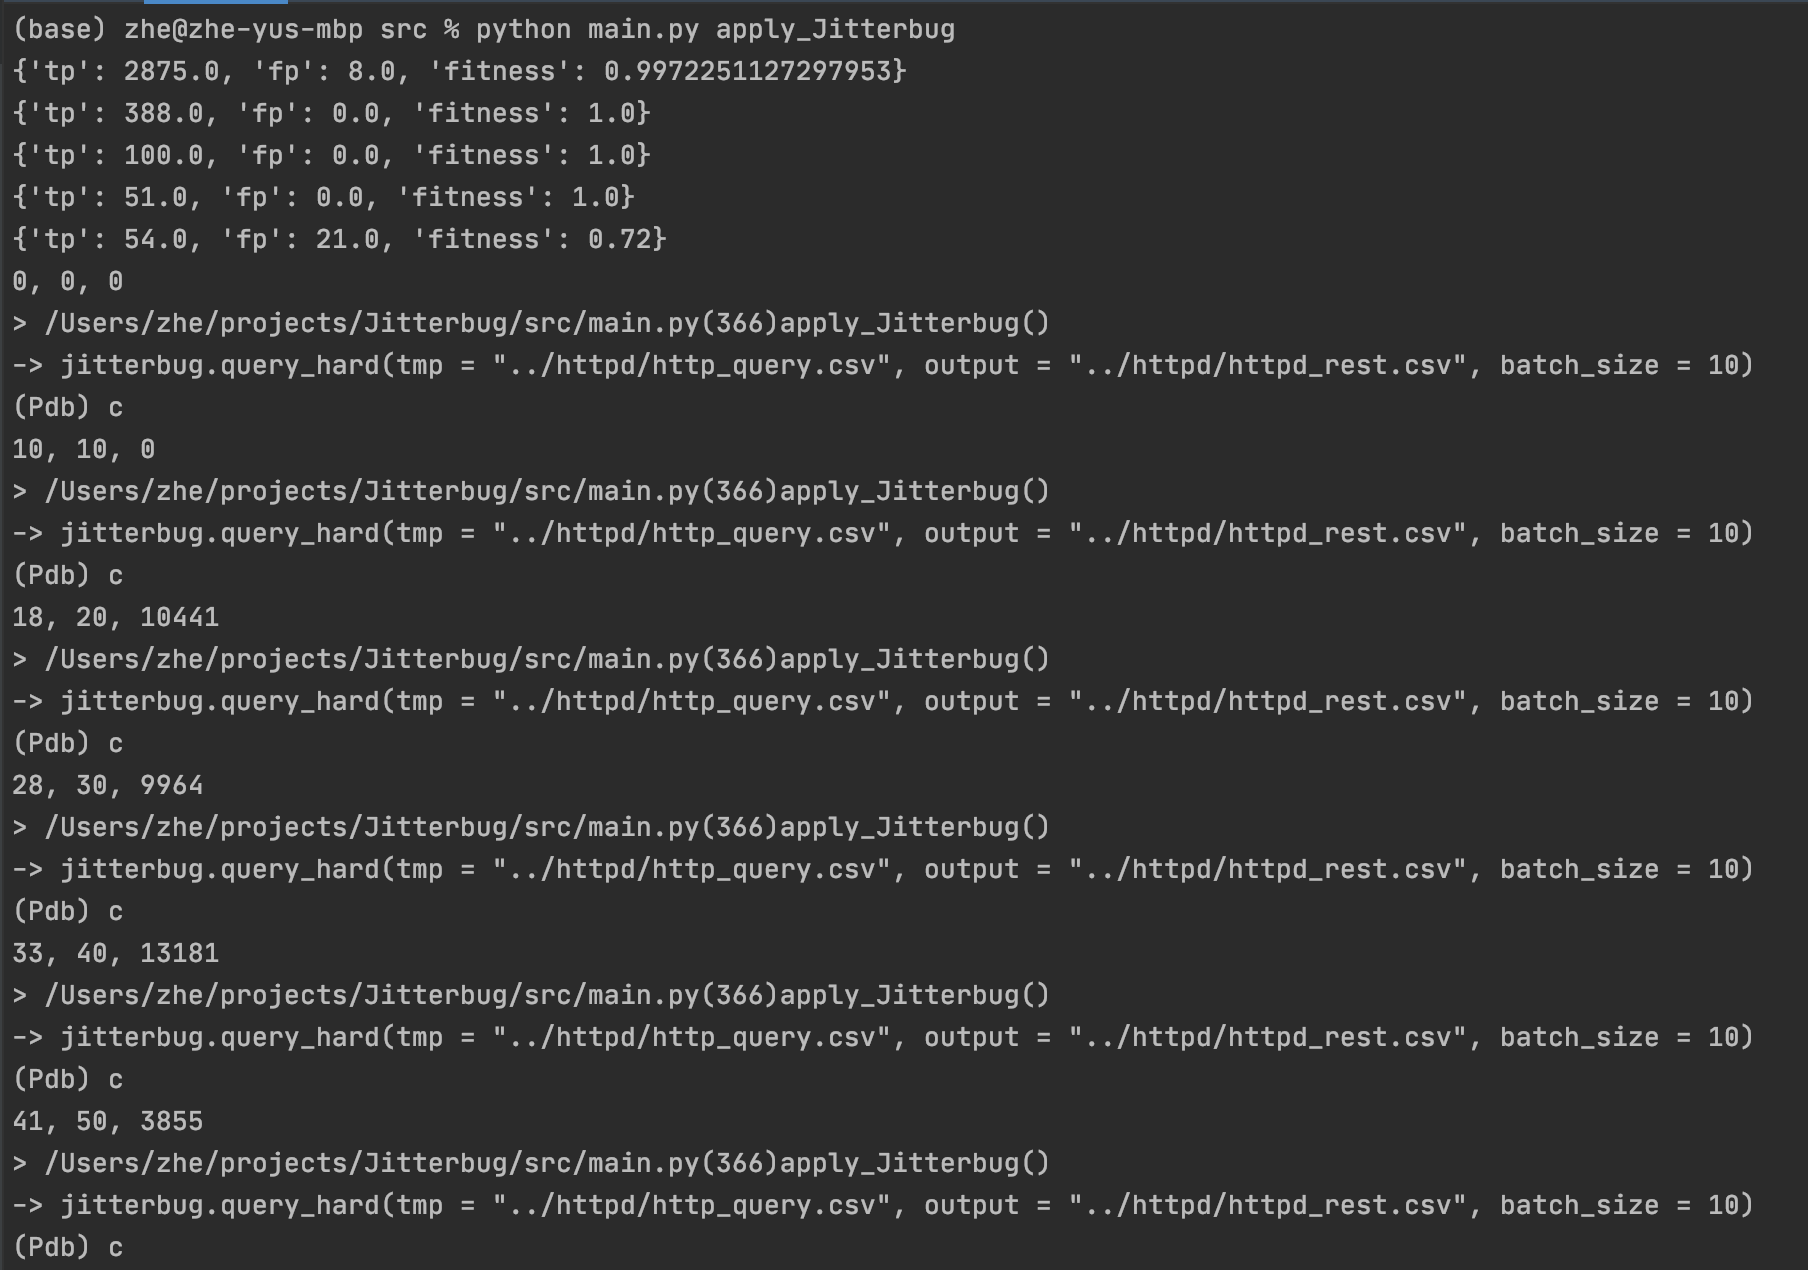 (base) zhe@zhe-yus-mbp src % python main.py apply_Jitterbug
{'tp': 2875.0, 'fp': 8.0, 'fitness': 0.9972251127297953}
{'tp': 388.0, 'fp': 0.0, 'fitness': 1.0}
{'tp': 100.0, 'fp': 0.0, 'fitness': 1.0}
{'tp': 51.0, 'fp': 0.0, 'fitness': 1.0}
{'tp': 54.0, 'fp': 21.0, 'fitness': 0.72}
0, 0, 0
> /Users/zhe/projects/Jitterbug/src/main.py(366)apply_Jitterbug()
-> jitterbug.query_hard(tmp = "../httpd/http_query.csv", output = "../httpd/httpd_rest.csv", batch_size = 10)
(Pdb) c
10, 10, 0
> /Users/zhe/projects/Jitterbug/src/main.py(366)apply_Jitterbug()
-> jitterbug.query_hard(tmp = "../httpd/http_query.csv", output = "../httpd/httpd_rest.csv", batch_size = 10)
(Pdb) c
18, 20, 10441
> /Users/zhe/projects/Jitterbug/src/main.py(366)apply_Jitterbug()
-> jitterbug.query_hard(tmp = "../httpd/http_query.csv", output = "../httpd/httpd_rest.csv", batch_size = 10)
(Pdb) c
28, 30, 9964
> /Users/zhe/projects/Jitterbug/src/main.py(366)apply_Jitterbug()
-> jitterbug.query_hard(tmp = "../httpd/http_query.csv", output = "../httpd/httpd_rest.csv", batch_size = 10)
(Pdb) c
33, 40, 13181
> /Users/zhe/projects/Jitterbug/src/main.py(366)apply_Jitterbug()
-> jitterbug.query_hard(tmp = "../httpd/http_query.csv", output = "../httpd/httpd_rest.csv", batch_size = 10)
(Pdb) c
41, 50, 3855
> /Users/zhe/projects/Jitterbug/src/main.py(366)apply_Jitterbug()
-> jitterbug.query_hard(tmp = "../httpd/http_query.csv", output = "../httpd/httpd_rest.csv", batch_size = 10)
(Pdb) c